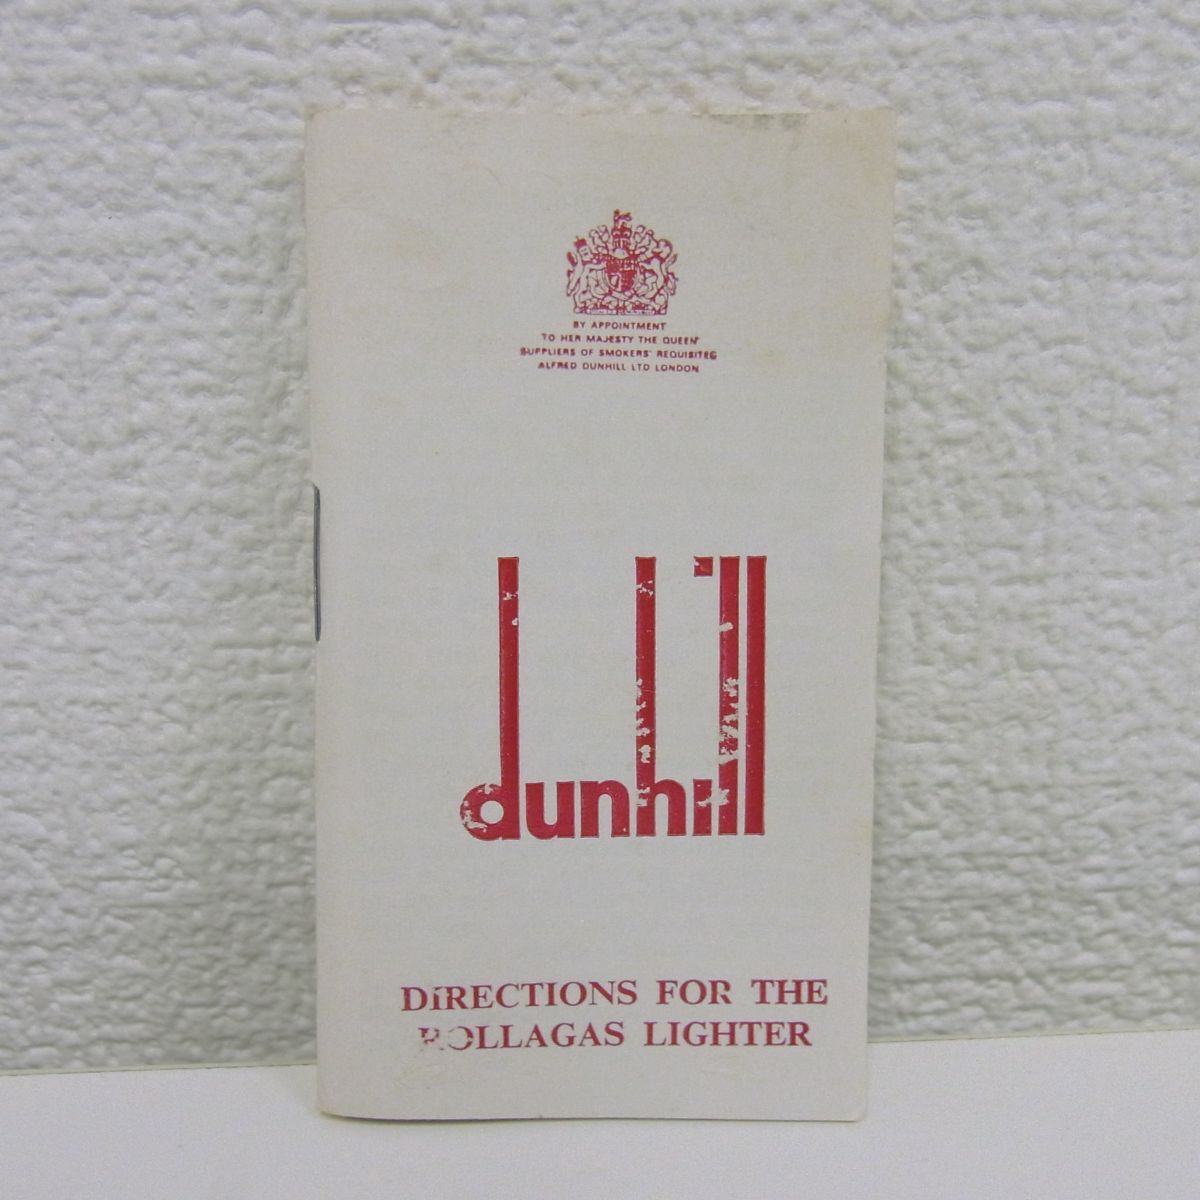 BY APPOINTMENT
TO HER MAJESTY THE QUEEN
SUPPLIERS OF SMOKERS' REQUISITES
ALFRED DUNHILL LTD LONDON
dunhill
DIRECTIONS FOR THE
ROLLAGAS LIGHTER